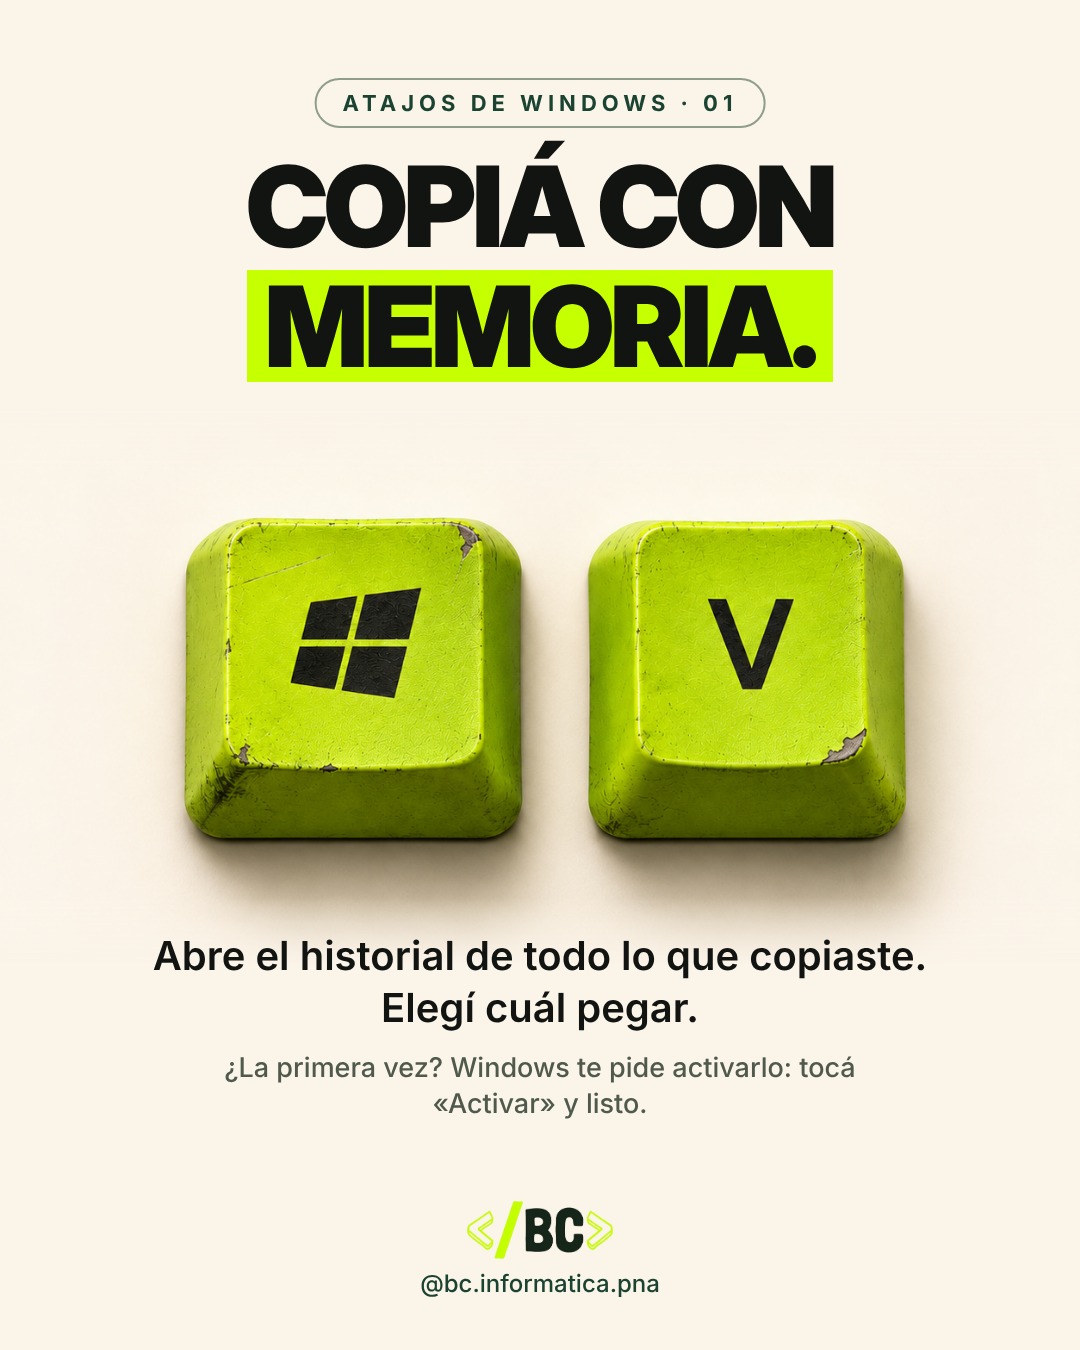 ATAJOS DE WINDOWS · 01
COPIÁ CON
MEMORIA.
V
Abre el historial de todo lo que copiaste.
Elegí cuál pegar.
¿La primera vez? Windows te pide activarlo: tocá
«Activar» y listo.
</BC>
@bc.informatica.pna